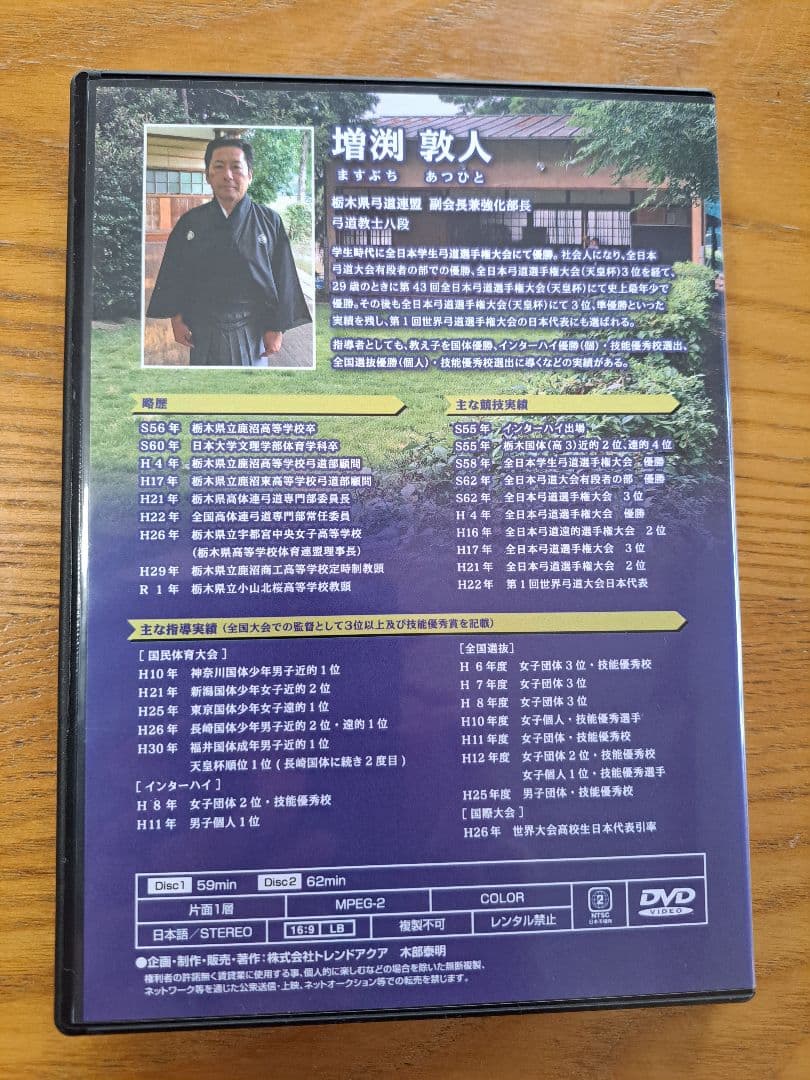 増渕 敦人
ますぶち あつひと
栃木県弓道連盟 副会長兼強化部長
弓道教士八段
学生時代に全日本学生弓道選手権大会にて優勝。社会人になり、全日本
弓道大会有段者の部での優勝、全日本弓道選手権大会(天皇杯)3位を経て、
29歳のときに第43回全日本弓道選手権大会(天皇杯)にて史上最年少で
優勝。その後も全日本弓道選手権大会(天皇杯)にて3位、準優勝といった
実績を残し、第1回世界弓道選手権大会の日本代表にも選ばれる。
指導者としても、教え子を国体優勝、インターハイ優勝(個)・技能優秀校選出、
全国選抜優勝(個人)・技能優秀校選出に導くなどの実績がある。
略歴
S56年 栃木県立鹿沼高等学校卒
S60年 日本大学文理学部体育学科卒
H4年 栃木県立鹿沼高等学校弓道部顧問
H17年 栃木県立鹿沼東高等学校弓道部顧問
H21年 栃木県高体連弓道専門部委員長
H22年 全国高体連弓道専門部常任委員
H26年 栃木県立宇都宮中央女子高等学校
(栃木県高等学校体育連盟理事長)
H29年 栃木県立鹿沼商工高等学校定時制教頭
R1年 栃木県立小山北桜高等学校教頭
主な競技実績
S55年 インターハイ出場
S55年 栃木国体(高3)近的2位、遠的4位
S58年 全日本学生弓道選手権大会 優勝
S62年 全日本弓道大会有段者の部 優勝
S62年 全日本弓道選手権大会 3位
H4年 全日本弓道選手権大会 優勝
H16年 全日本弓道遠的選手権大会 2位
H17年 全日本弓道選手権大会 3位
H21年 全日本弓道選手権大会 2位
H22年 第1回世界弓道大会日本代表
主な指導実績(全国大会での監督として3位以上及び技能優秀賞を記載)
[国民体育大会]
H10年 神奈川国体少年男子近的1位
H21年 新潟国体少年女子近的2位
H25年 東京国体少年女子遠的1位
H26年 長崎国体少年男子近的2位・遠的1位
H30年 福井国体成年男子近的1位
天皇杯順位1位(長崎国体に続き2度目)
[インターハイ]
H8年 女子団体2位・技能優秀校
H11年 男子個人1位
[全国選抜]
H6年度 女子団体3位・技能優秀校
H7年度 女子団体3位
H8年度 女子団体3位
H10年度 女子個人・技能優秀選手
H11年度 女子団体・技能優秀校
H12年度 女子団体2位・技能優秀校
女子個人1位・技能優秀選手
H25年度 男子団体・技能優秀校
[国際大会]
H26年 世界大会高校生日本代表引率
Disc1 59min Disc2 62min
片面1層 MPEG-2 COLOR
日本語/STEREO 16:9 LB 複製不可 レンタル禁止
2 NTSC 日本市場向
DVD VIDEO
●企画・制作・販売・著作:株式会社トレンドアクア 木部泰明
権利者の許諾無く賃貸業に使用する事、個人的に楽しむなどの場合を除いた無断複製、
ネットワーク等を通じた公衆送信・上映、ネットオークション等での転売を禁じます。